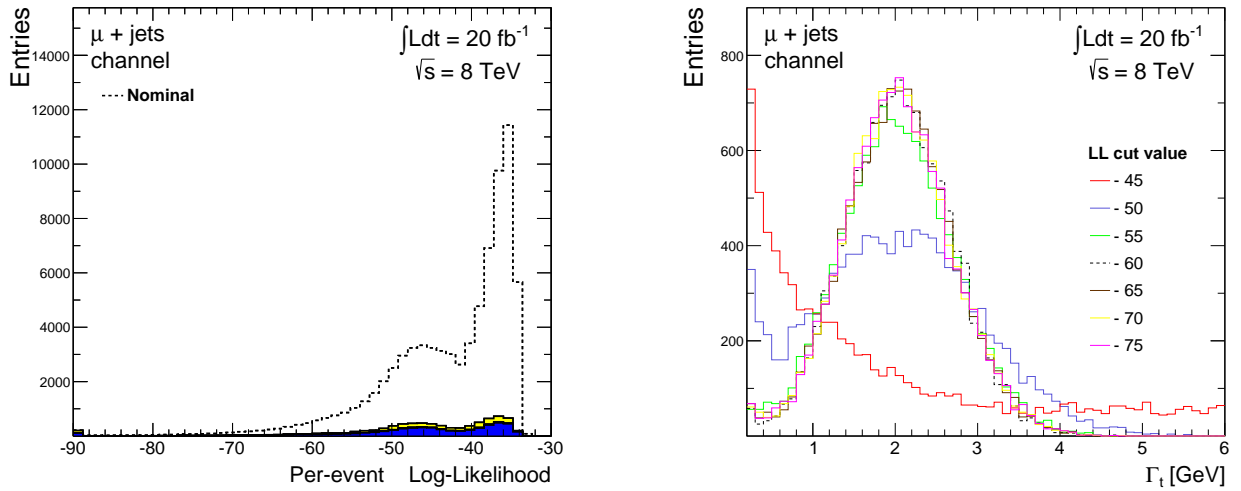 Entries
μ + jets
channel
∫Ldt = 20 fb⁻¹
√s = 8 TeV
Nominal
14000
12000
10000
8000
6000
4000
2000
-90 -80 -70 -60 -50 -40 -30
Per-event Log-Likelihood
Entries
μ + jets
channel
∫Ldt = 20 fb⁻¹
√s = 8 TeV
LL cut value
- 45
- 50
- 55
- 60
- 65
- 70
- 75
800
600
400
200
1 2 3 4 5 6
Γt [GeV]